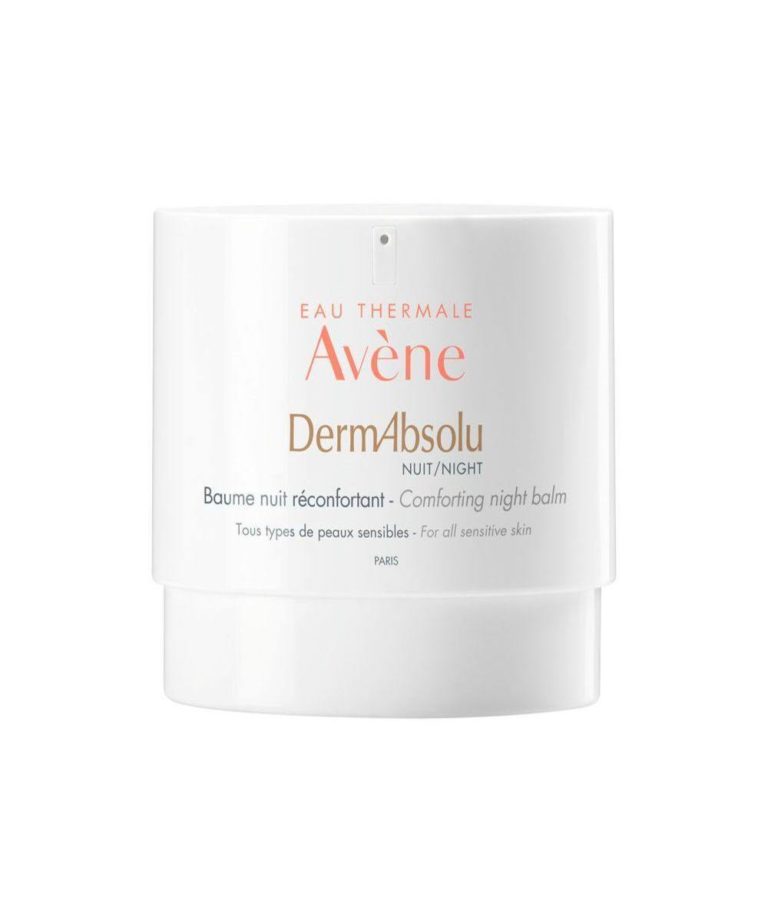 EAU THERMALE
Avène
DermAbsolu
NUIT/NIGHT
Baume nuit réconfortant - Comforting night balm
Tous types de peaux sensibles - For all sensitive skin
PARIS